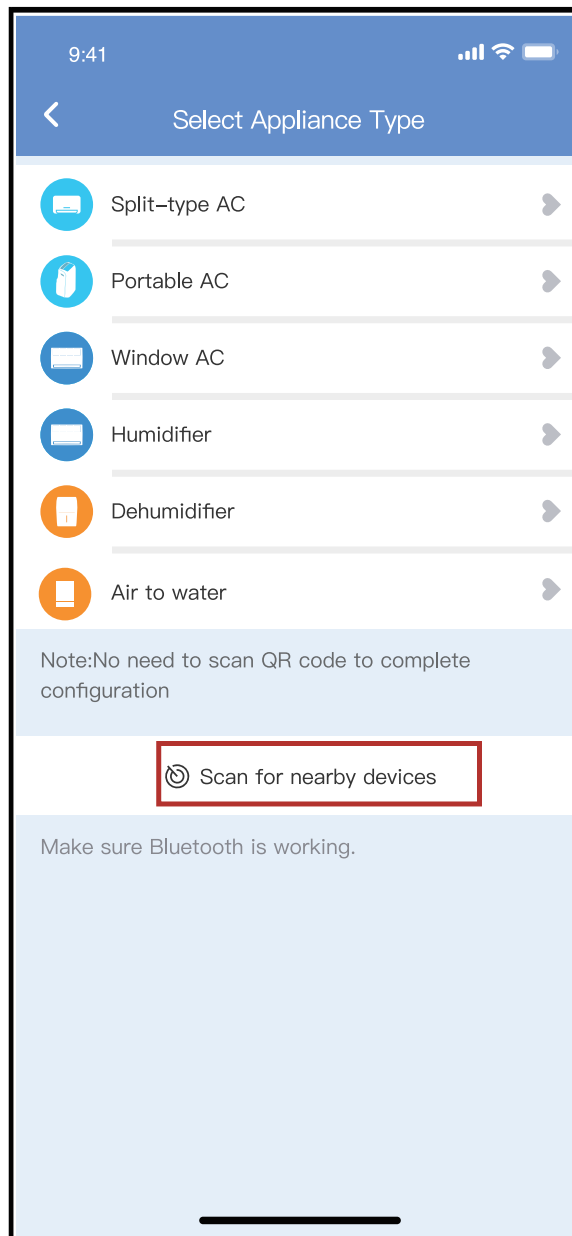 9:41
Select Appliance Type
Split-type AC
Portable AC
Window AC
Humidifier
Dehumidifier
Air to water
Note:No need to scan QR code to complete
configuration
Scan for nearby devices
Make sure Bluetooth is working.